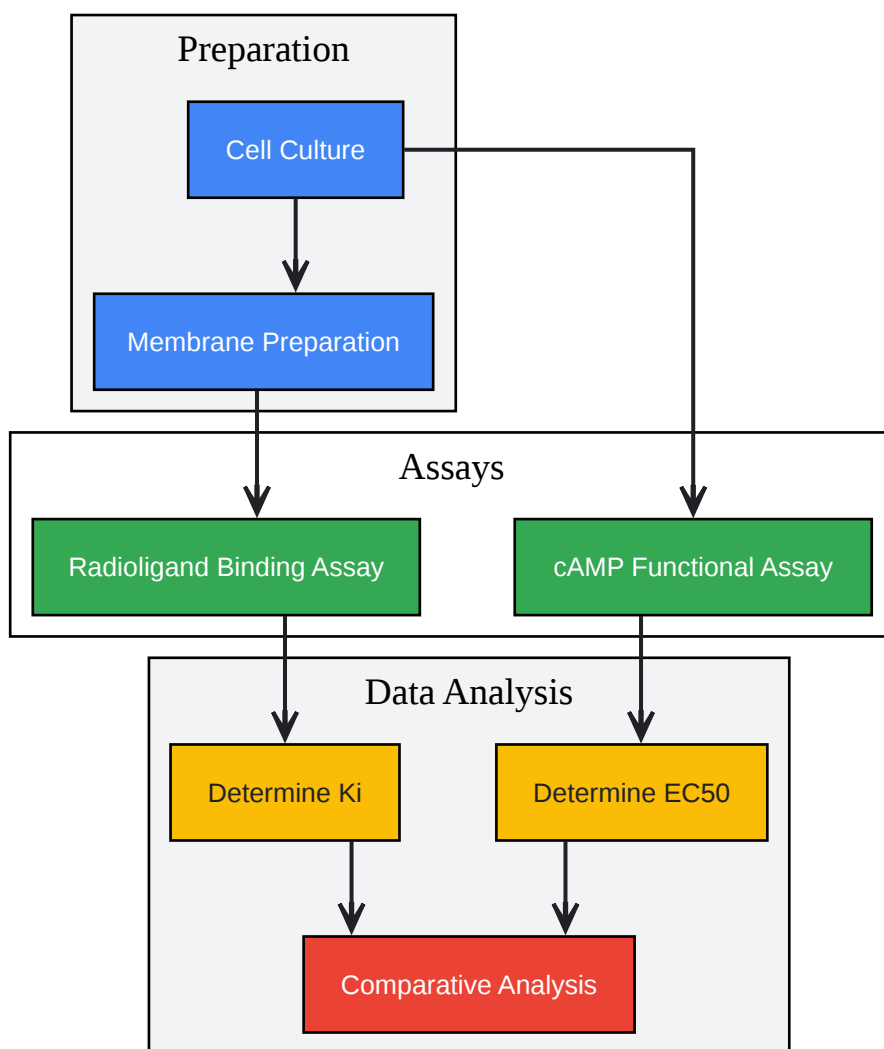 Preparation
Cell Culture
Membrane Preparation
Assays
Radioligand Binding Assay
cAMP Functional Assay
Data Analysis
Determine Ki
Determine EC50
Comparative Analysis